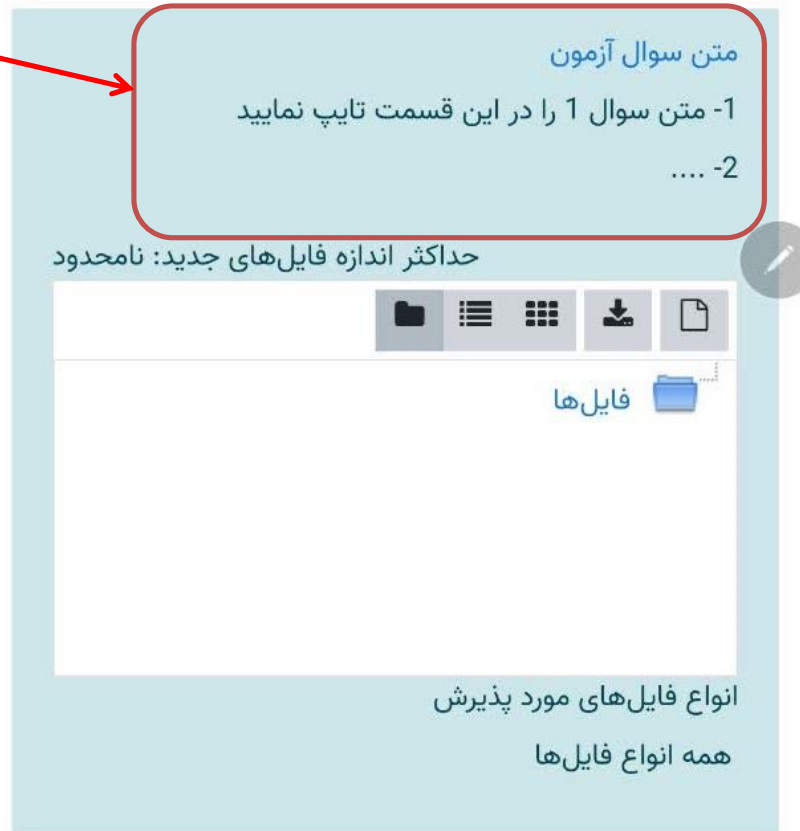 متن سوال آزمون
1- متن سوال 1 را در این قسمت تایپ نمایید
2- ....
حداکثر اندازه فایل‌های جدید: نامحدود
فایل‌ها
انواع فایل‌های مورد پذیرش
همه انواع فایل‌ها